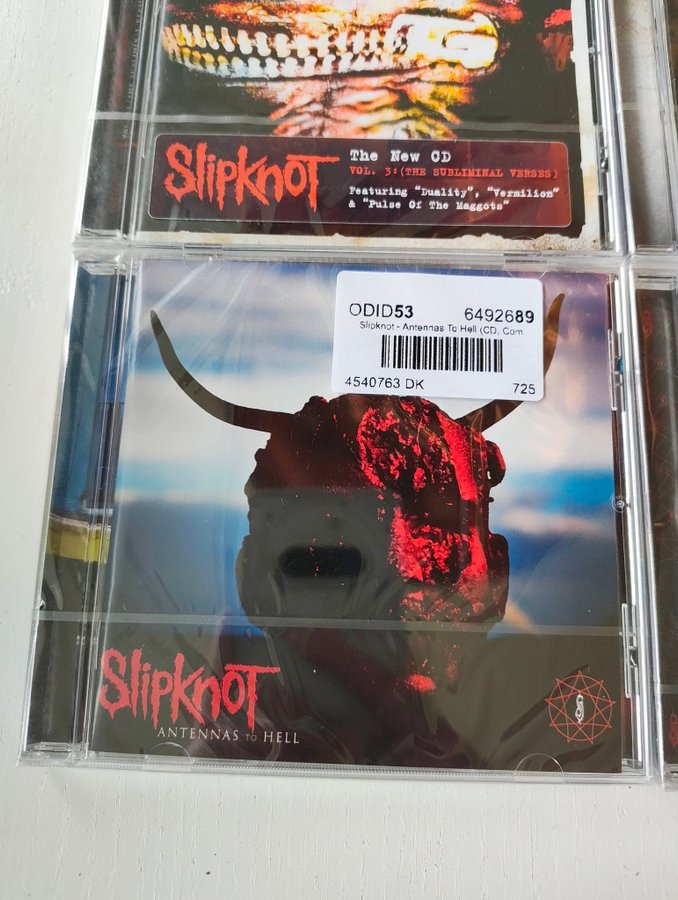 Slipknot
The New CD
VOL. 3:(THE SUBLIMINAL VERSES)
Featuring "Duality", "Vermilion"
& "Pulse Of The Maggots"
ODID53 6492689
Slipknot - Antennas To Hell (CD, Com
4540763 DK 725
Slipknot
ANTENNAS TO HELL